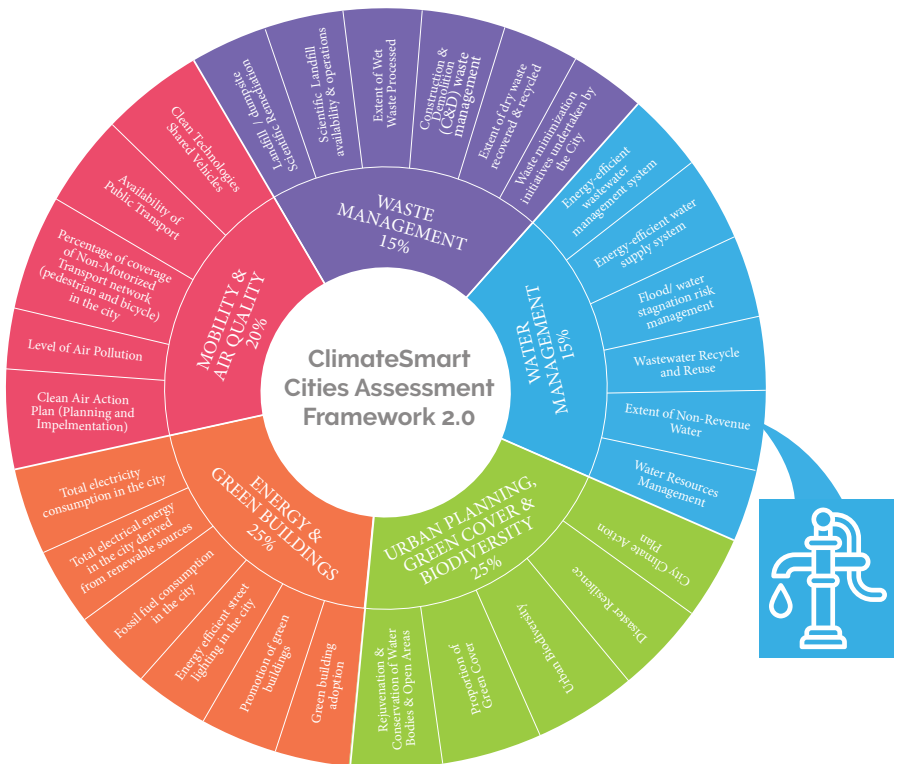 ClimateSmart
Cities Assessment
Framework 2.0
WASTE
MANAGEMENT
15%
Landfill / dumpsite
Scientific Remediation
Scientific Landfill
availability & operations
Extent of Wet
Waste Processed
Construction &
Demolition
(C&D) waste
management
Extent of dry waste
recovered & recycled
Waste minimization
initiatives undertaken by
the City
WATER
MANAGEMENT
15%
Energy-efficient
wastewater
management system
Energy-efficient water
supply system
Flood/ water
stagnation risk
management
Wastewater Recycle
and Reuse
Extent of Non-Revenue
Water
Water Resources
Management
URBAN PLANNING,
GREEN COVER &
BIODIVERSITY
25%
City Climate Action
Plan
Disaster Resilience
Urban Biodiversity
Proportion of
Green Cover
Rejuvenation &
Conservation of Water
Bodies & Open Areas
ENERGY &
GREEN BUILDINGS
25%
Green building
adoption
Promotion of green
buildings
Energy efficient street
lighting in the city
Fossil fuel consumption
in the city
Total electrical energy
in the city derived
from renewable sources
Total electricity
consumption in the city
MOBILITY &
AIR QUALITY
20%
Clean Air Action
Plan (Planning and
Impelmentation)
Level of Air Pollution
Percentage of coverage
of Non-Motorized
Transport network
(pedestrian and bicycle)
in the city
Availability of
Public Transport
Clean Technologies
Shared Vehicles